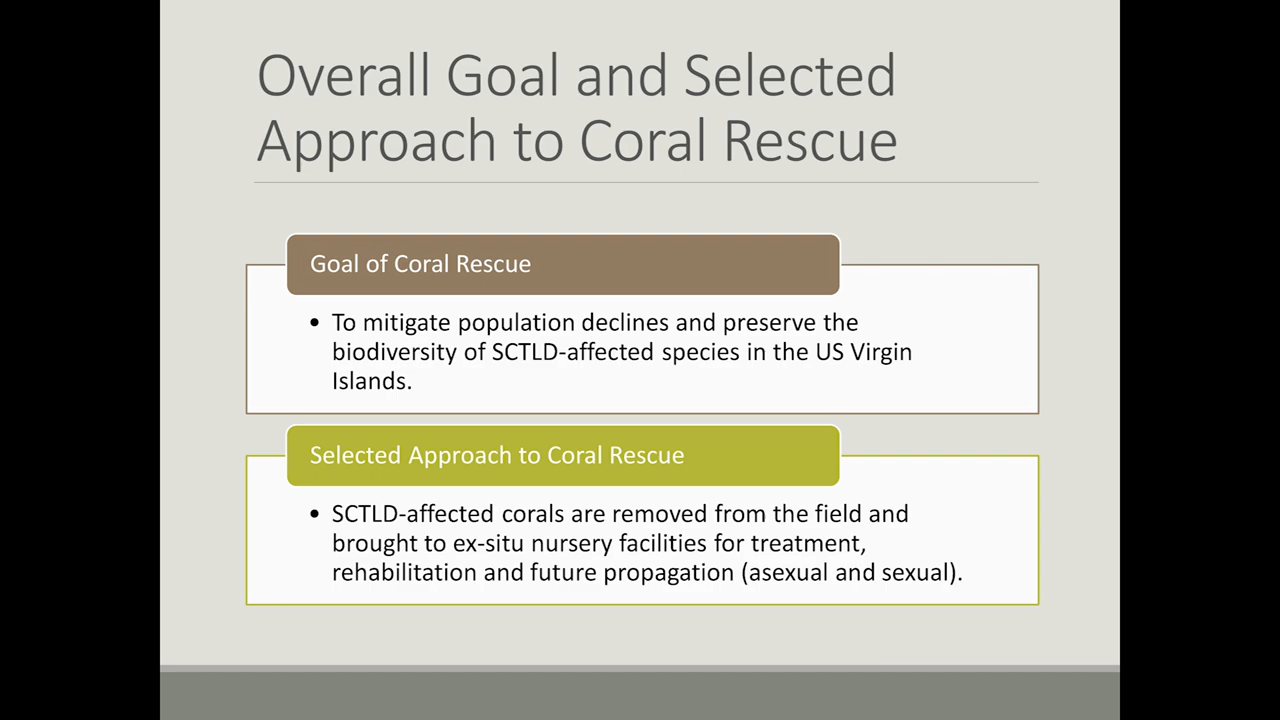 Overall Goal and Selected
Approach to Coral Rescue
Goal of Coral Rescue
• To mitigate population declines and preserve the
biodiversity of SCTLD-affected species in the US Virgin
Islands.
Selected Approach to Coral Rescue
• SCTLD-affected corals are removed from the field and
brought to ex-situ nursery facilities for treatment,
rehabilitation and future propagation (asexual and sexual).